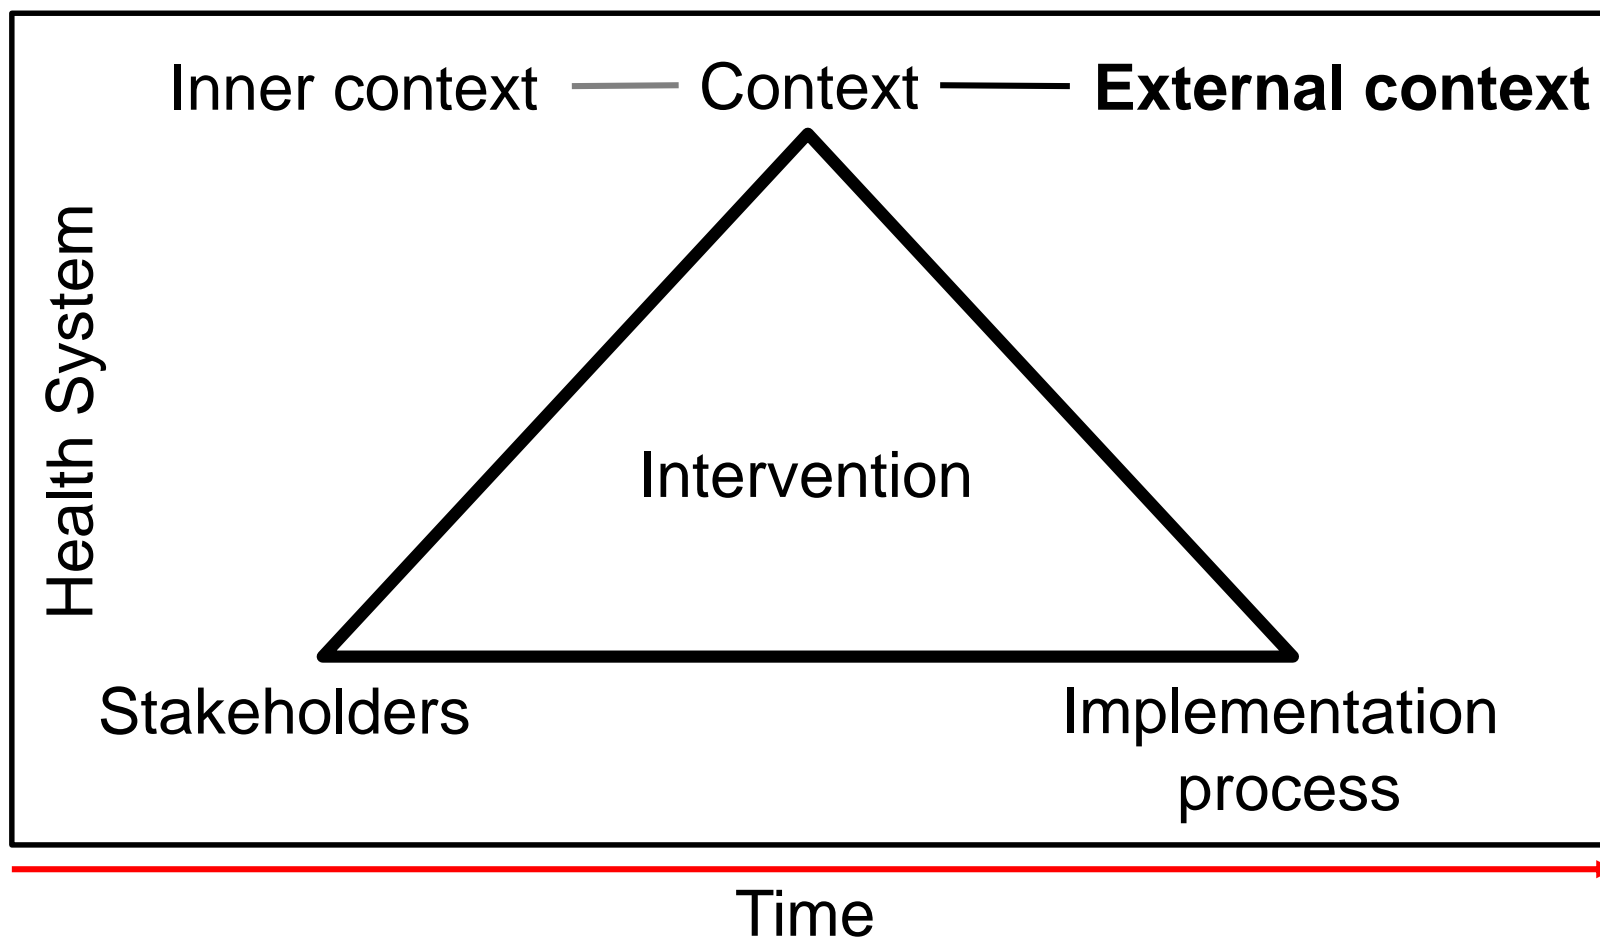 Inner context
Context
External context
Health System
Intervention
Stakeholders
Implementation
process
Time